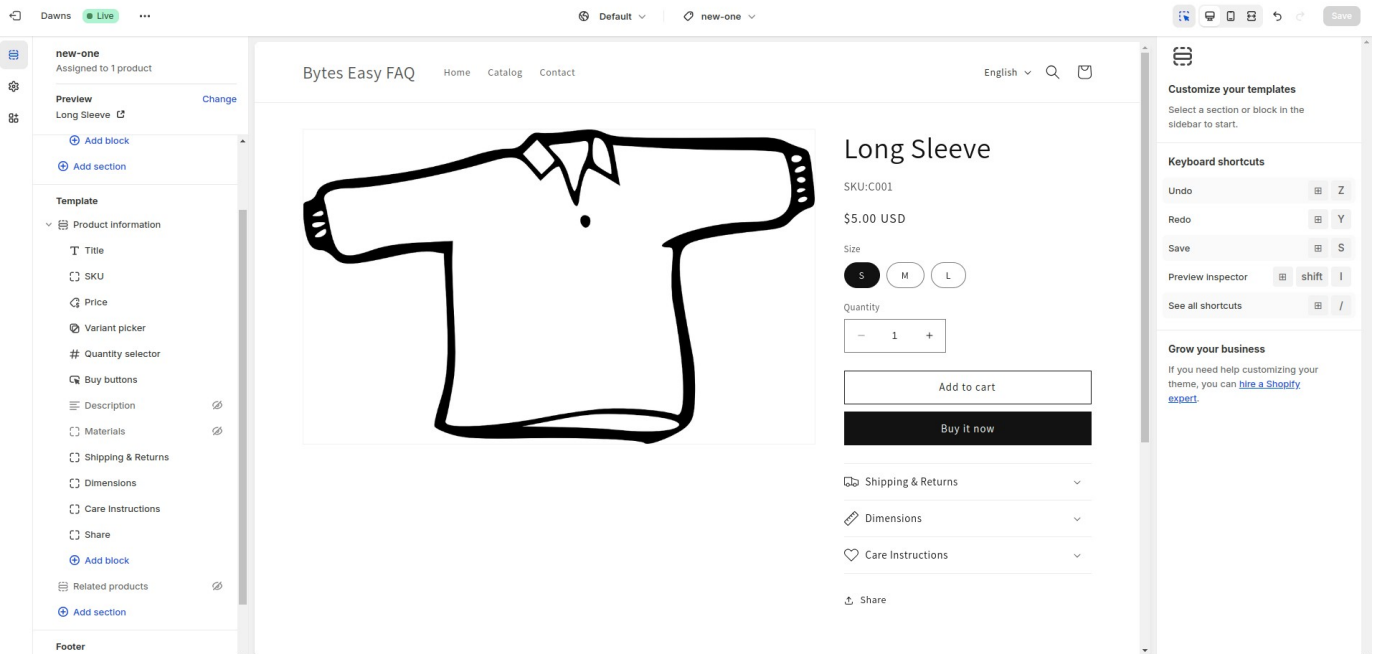 Dawns Live ...
Default new-one
Save
new-one
Assigned to 1 product
Preview Change
Long Sleeve
Add block
Add section
Template
Product information
Title
SKU
Price
Variant picker
# Quantity selector
Buy buttons
Description
Materials
Shipping & Returns
Dimensions
Care Instructions
Share
Add block
Related products
Add section
Footer
Bytes Easy FAQ Home Catalog Contact English
Long Sleeve
SKU:C001
$5.00 USD
Size
S M L
Quantity
− 1 +
Add to cart
Buy it now
Shipping & Returns
Dimensions
Care Instructions
Share
Customize your templates
Select a section or block in the
sidebar to start.
Keyboard shortcuts
Undo Z
Redo Y
Save S
Preview inspector shift I
See all shortcuts /
Grow your business
If you need help customizing your
theme, you can hire a Shopify
expert.